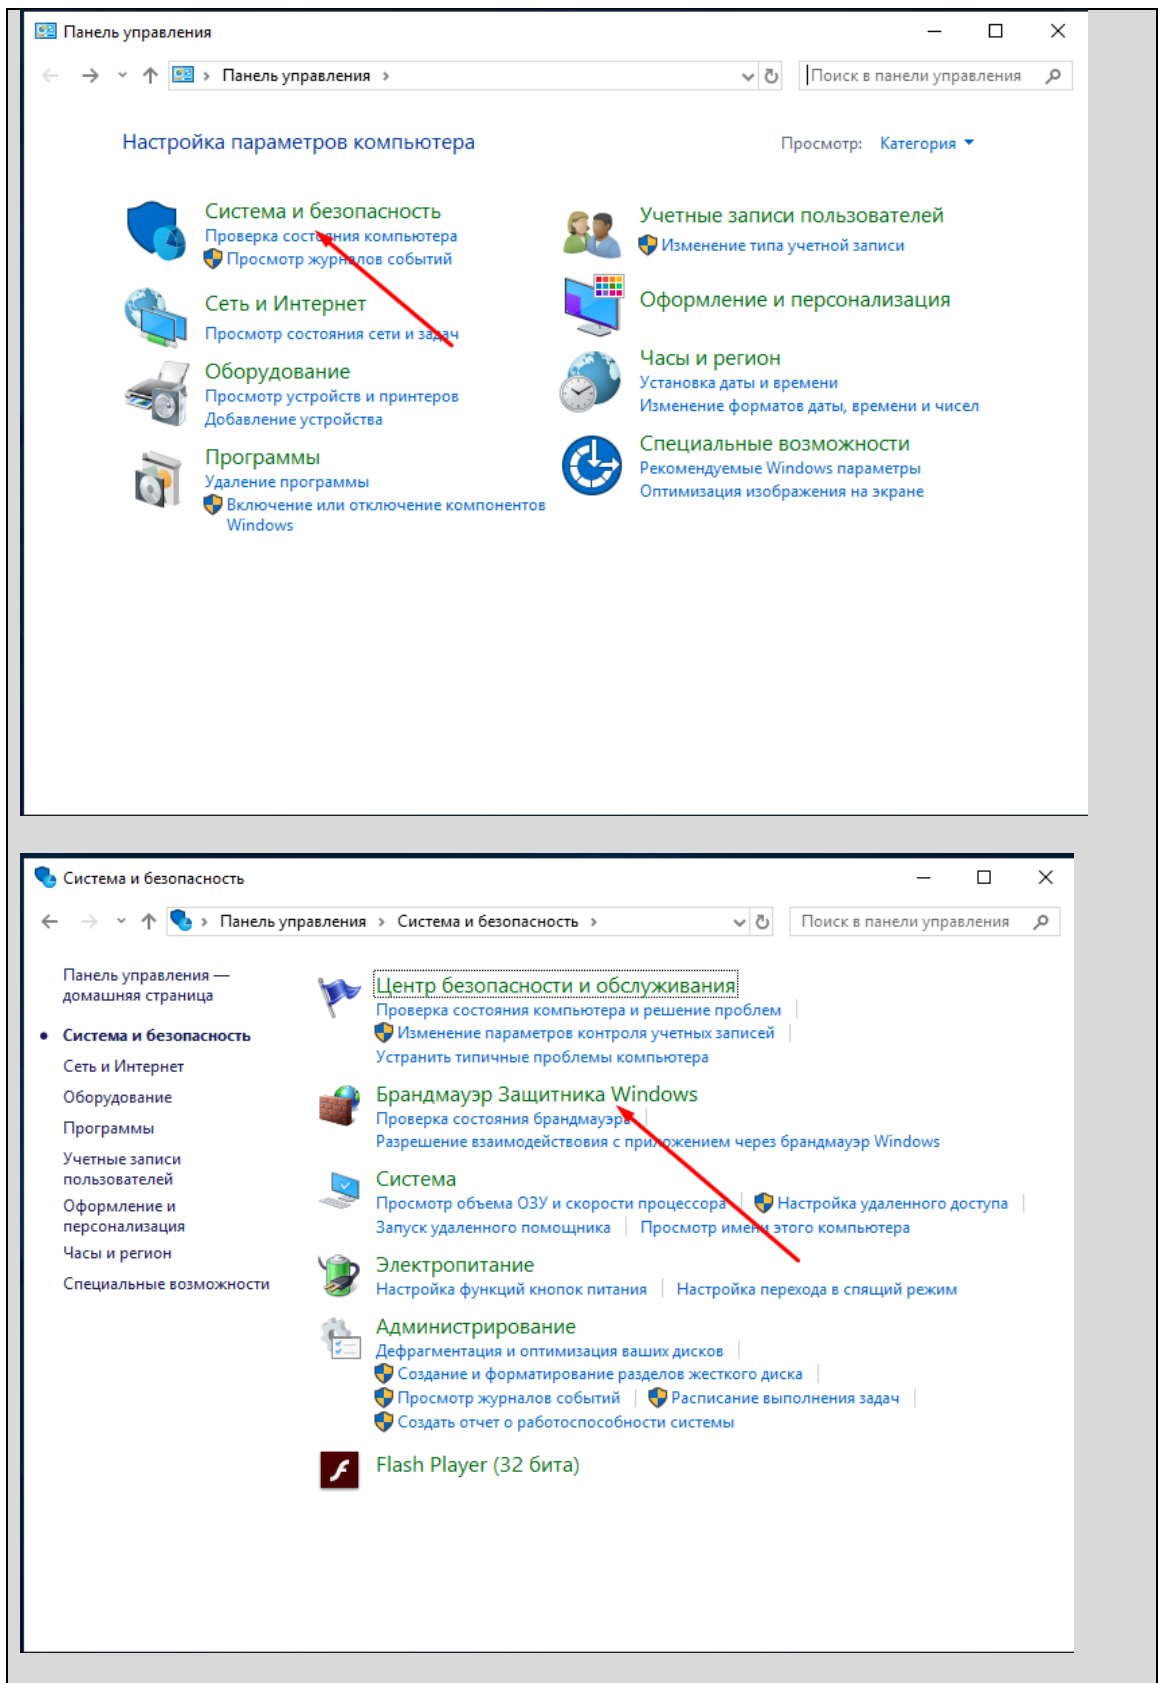 Панель управления
Панель управления
Поиск в панели управления
Настройка параметров компьютера
Просмотр: Категория
Система и безопасность
Проверка состояния компьютера
Просмотр журналов событий
Сеть и Интернет
Просмотр состояния сети и задач
Оборудование
Просмотр устройств и принтеров
Добавление устройства
Программы
Удаление программы
Включение или отключение компонентов
Windows
Учетные записи пользователей
Изменение типа учетной записи
Оформление и персонализация
Часы и регион
Установка даты и времени
Изменение форматов даты, времени и чисел
Специальные возможности
Рекомендуемые Windows параметры
Оптимизация изображения на экране
Система и безопасность
Панель управления Система и безопасность
Поиск в панели управления
Панель управления —
домашняя страница
Система и безопасность
Сеть и Интернет
Оборудование
Программы
Учетные записи
пользователей
Оформление и
персонализация
Часы и регион
Специальные возможности
Центр безопасности и обслуживания
Проверка состояния компьютера и решение проблем
Изменение параметров контроля учетных записей
Устранить типичные проблемы компьютера
Брандмауэр Защитника Windows
Проверка состояния брандмауэра
Разрешение взаимодействовия с приложением через брандмауэр Windows
Система
Просмотр объема ОЗУ и скорости процессора Настройка удаленного доступа
Запуск удаленного помощника Просмотр имени этого компьютера
Электропитание
Настройка функций кнопок питания Настройка перехода в спящий режим
Администрирование
Дефрагментация и оптимизация ваших дисков
Создание и форматирование разделов жесткого диска
Просмотр журналов событий Расписание выполнения задач
Создать отчет о работоспособности системы
Flash Player (32 бита)